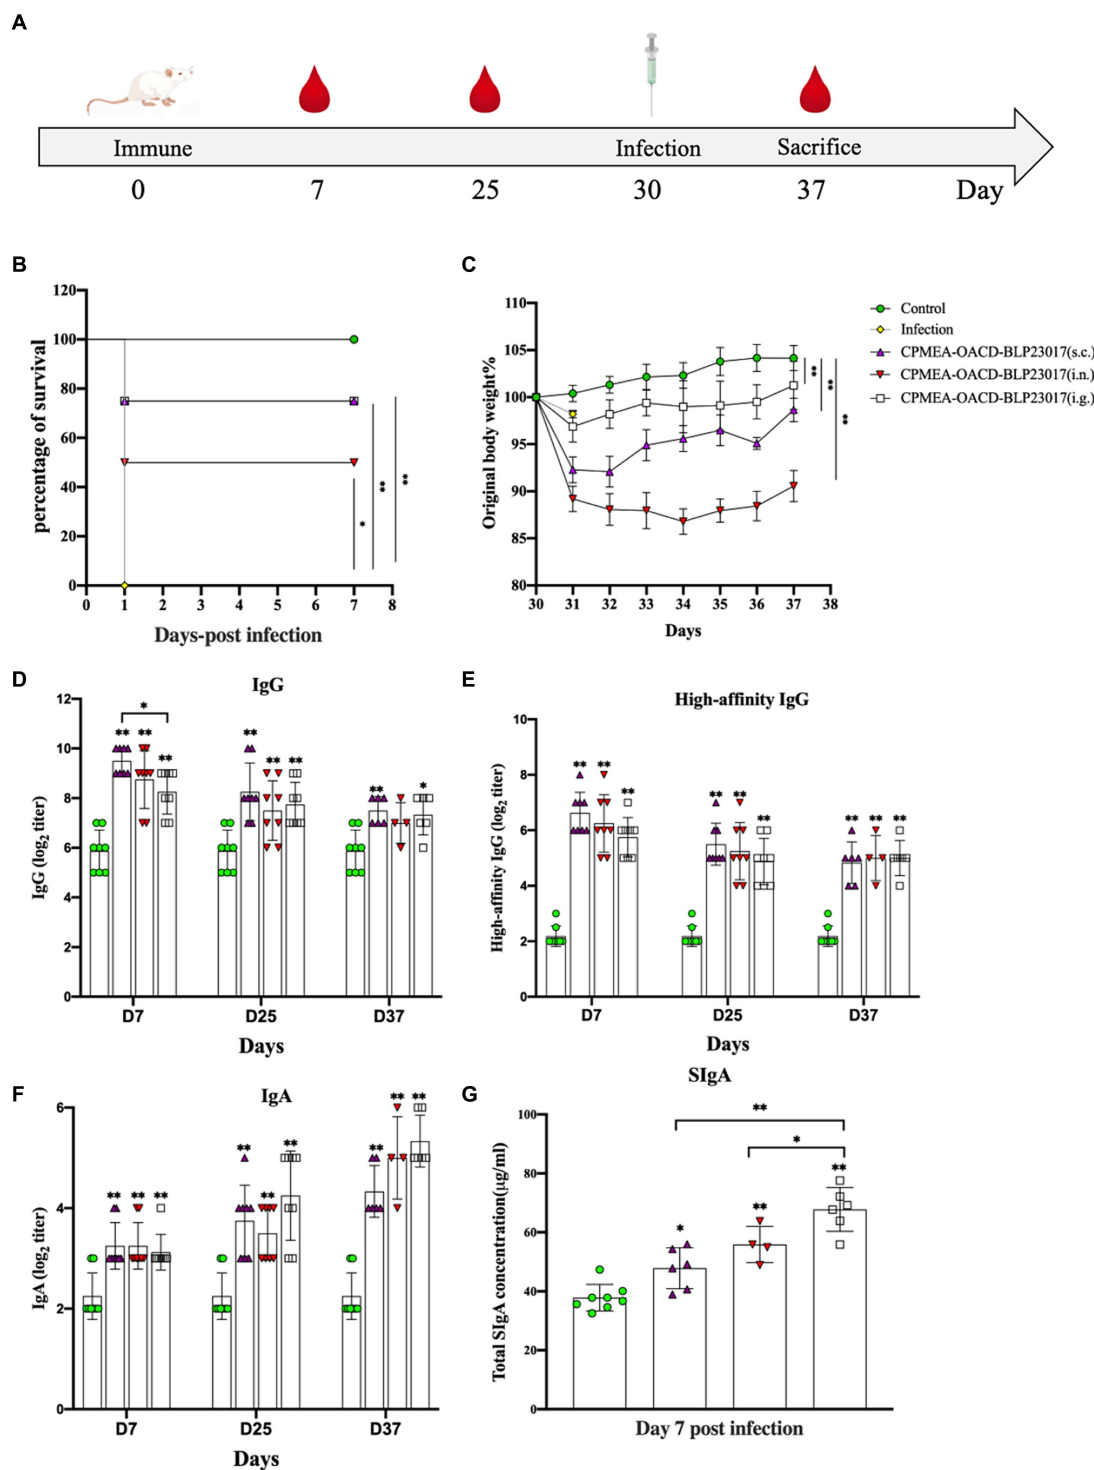 A
Immune
Infection
Sacrifice
0
7
25
30
37
Day
B
percentage of survival
120
100
80
60
40
20
0
0 1 2 3 4 5 6 7 8
Days-post infection
*
**
**
C
Original body weight%
110
105
100
95
90
85
80
30 31 32 33 34 35 36 37 38
Days
**
**
**
Control
Infection
CPMEA-OACD-BLP23017(s.c.)
CPMEA-OACD-BLP23017(i.n.)
CPMEA-OACD-BLP23017(i.g.)
D
IgG
IgG (log2 titer)
12
10
8
6
4
2
0
*
** ** **
** ** **
** *
D7 D25 D37
Days
E
High-affinity IgG
High-affinity IgG (log2 titer)
10
8
6
4
2
0
** ** **
** ** **
** ** **
D7 D25 D37
Days
F
IgA
IgA (log2 titer)
6
4
2
0
** ** **
** ** **
** ** **
D7 D25 D37
Days
G
SIgA
Total SIgA concentration(μg/ml)
100
80
60
40
20
0
**
*
* ** **
Day 7 post infection